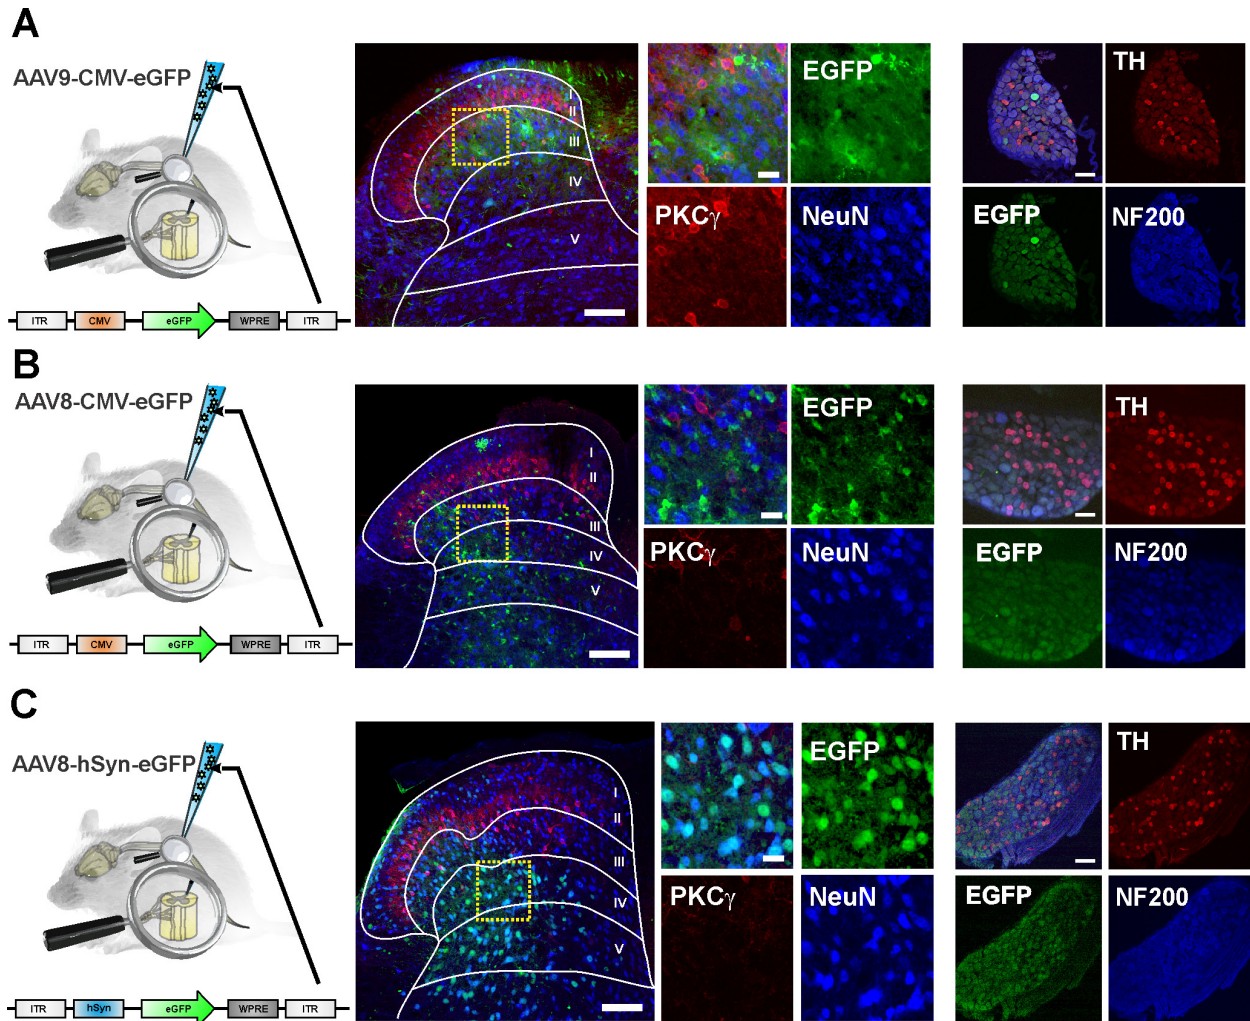 A
AAV9-CMV-eGFP
ITR CMV eGFP WPRE ITR
I
II
III
IV
V
EGFP
PKCγ NeuN
TH
EGFP NF200
B
AAV8-CMV-eGFP
ITR CMV eGFP WPRE ITR
I
II
III
IV
V
EGFP
PKCγ NeuN
TH
EGFP NF200
C
AAV8-hSyn-eGFP
ITR hSyn eGFP WPRE ITR
I
II
III
IV
V
EGFP
PKCγ NeuN
TH
EGFP NF200